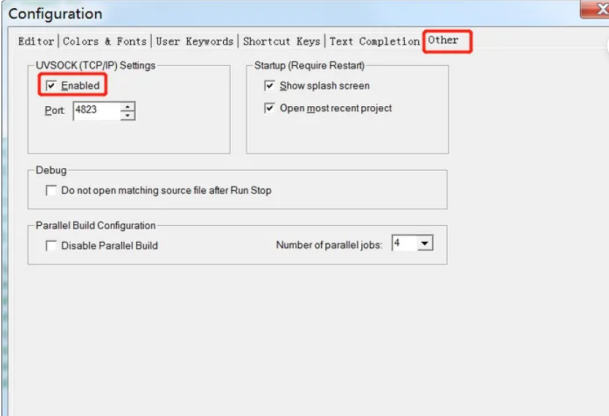 Configuration
Editor | Colors & Fonts | User Keywords | Shortcut Keys | Text Completion | Other
UVSOCK (TCP/IP) Settings
Enabled
Port: 4823
Startup (Require Restart)
Show splash screen
Open most recent project
Debug
Do not open matching source file after Run Stop
Parallel Build Configuration
Disable Parallel Build
Number of parallel jobs: 4